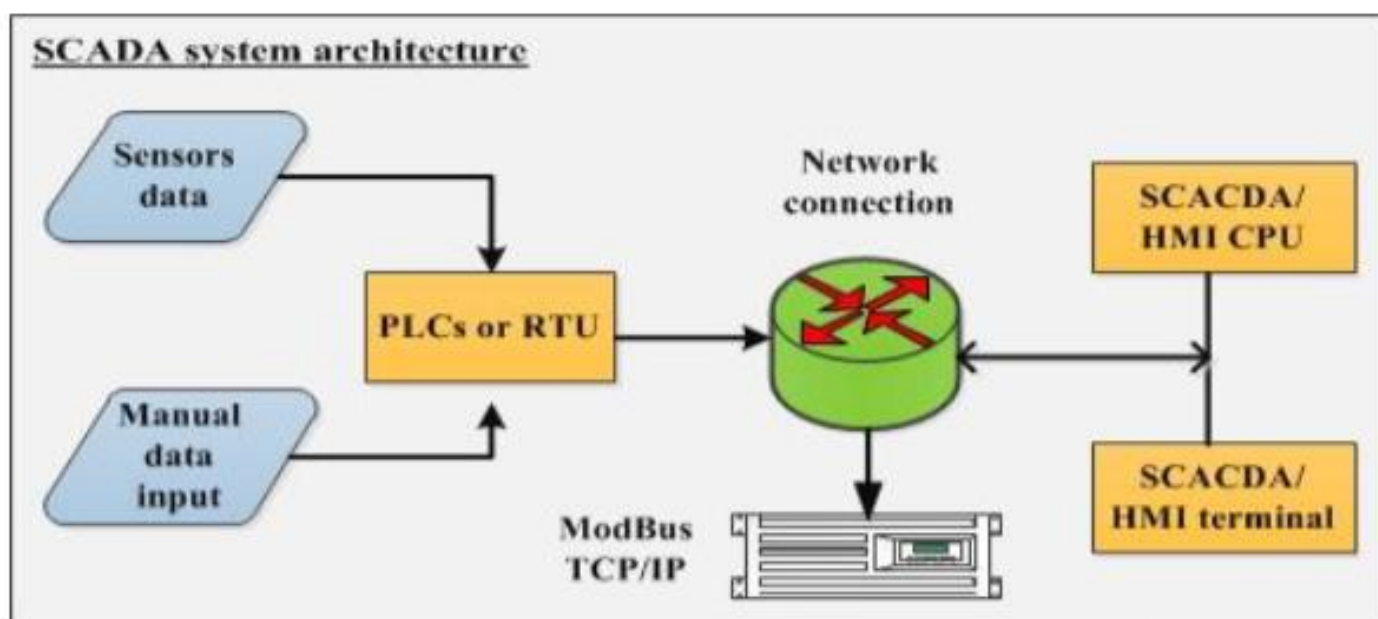 SCADA system architecture
Sensors
data
Network
connection
SCACDA/
HMI CPU
PLCs or RTU
Manual
data
input
ModBus
TCP/IP
SCACDA/
HMI terminal